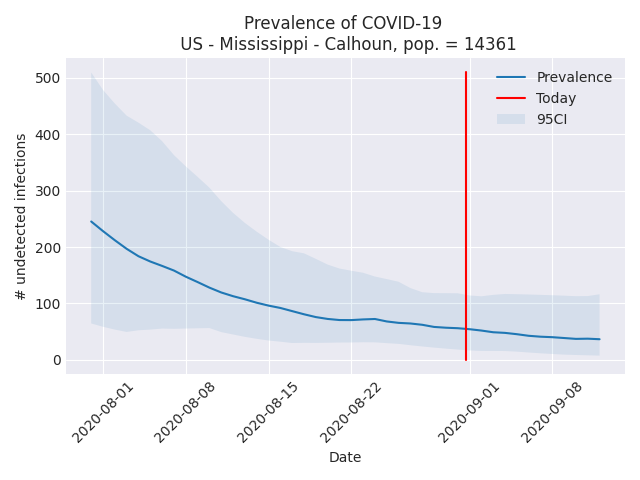 Prevalence of COVID-19
US - Mississippi - Calhoun, pop. = 14361
Prevalence
Today
95CI
500
400
300
200
100
0
# undetected infections
2020-08-01
2020-08-08
2020-08-15
2020-08-22
2020-09-01
2020-09-08
Date